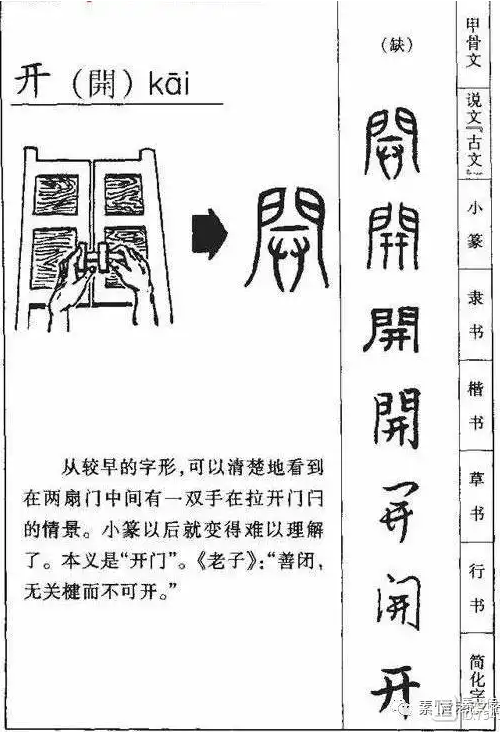 开（開）kāi
開
从较早的字形，可以清楚地看到
在两扇门中间有一双手在拉开门闩
的情景。小篆以后就变得难以理解
了。本义是“开门”。《老子》：“善闭，
无关楗而不可开。”
（缺）
開
開
開
開
開
開
开
甲骨文
说文“古文”
小篆
隶书
楷书
草书
行书
简化字